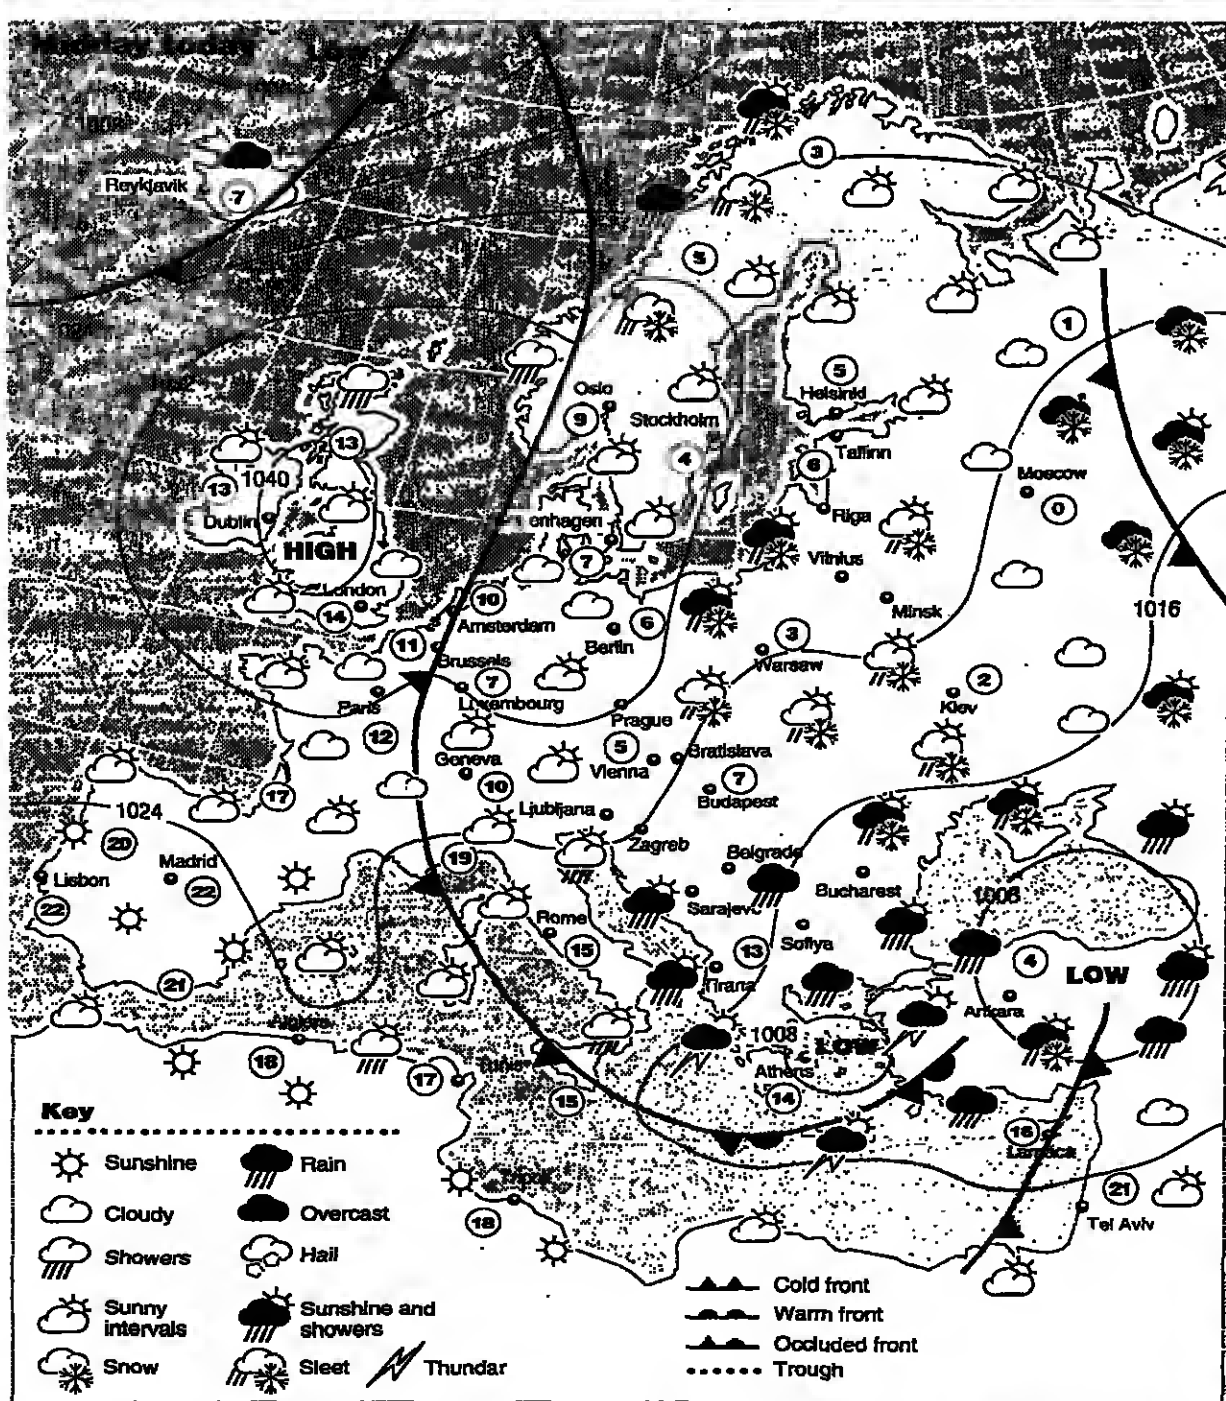 Midday today
Reykjavik
7
3
5
1
5
Helsinki
Oslo
9
Stockholm
4
13
Tallinn
6
Moscow
0
1040
13
Dublin
HIGH
enhagen
7
Riga
Vilnius
London
14
10
Amsterdam
11
Brussels
6
Berlin
Minsk
1016
3
Warsaw
7
Luxembourg
Paris
12
Prague
5
2
Kiev
Geneva
10
Vienna
Bratislava
7
Budapest
17
1024
Ljubljana
Zagreb
20
Madrid
22
Lisbon
22
19
Belgrade
Bucharest
Sarajevo
Rome
15
Sofiya
13
Tirana
4
LOW
Ankara
21
Algiers
18
17
Tunis
15
1008
LOW
Athens
14
16
Larnaca
21
Tel Aviv
18
Key
Sunshine
Rain
Cloudy
Overcast
Showers
Hail
Sunny
intervals
Sunshine and
showers
Snow
Sleet
Thundar
Cold front
Warm front
Occluded front
Trough